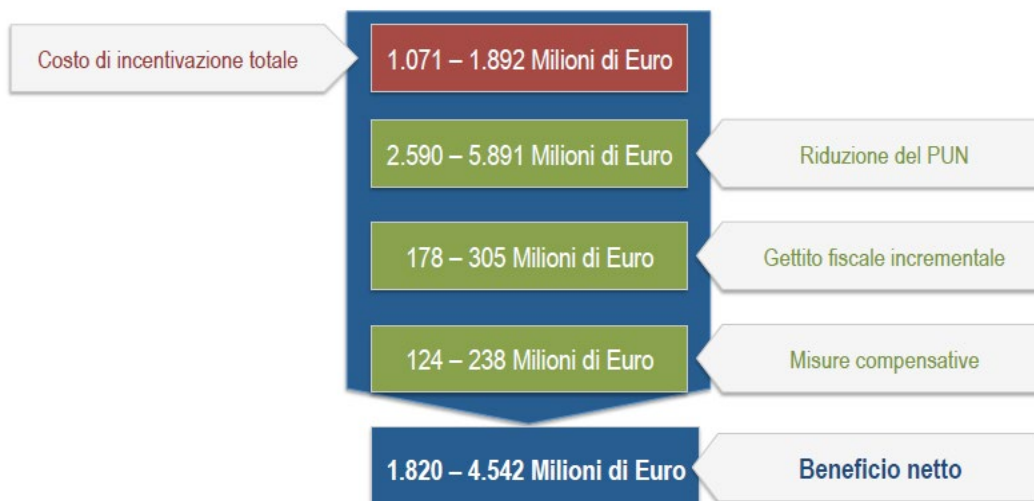 Costo di incentivazione totale
1.071 – 1.892 Milioni di Euro
2.590 – 5.891 Milioni di Euro
Riduzione del PUN
178 – 305 Milioni di Euro
Gettito fiscale incrementale
124 – 238 Milioni di Euro
Misure compensative
1.820 – 4.542 Milioni di Euro
Beneficio netto